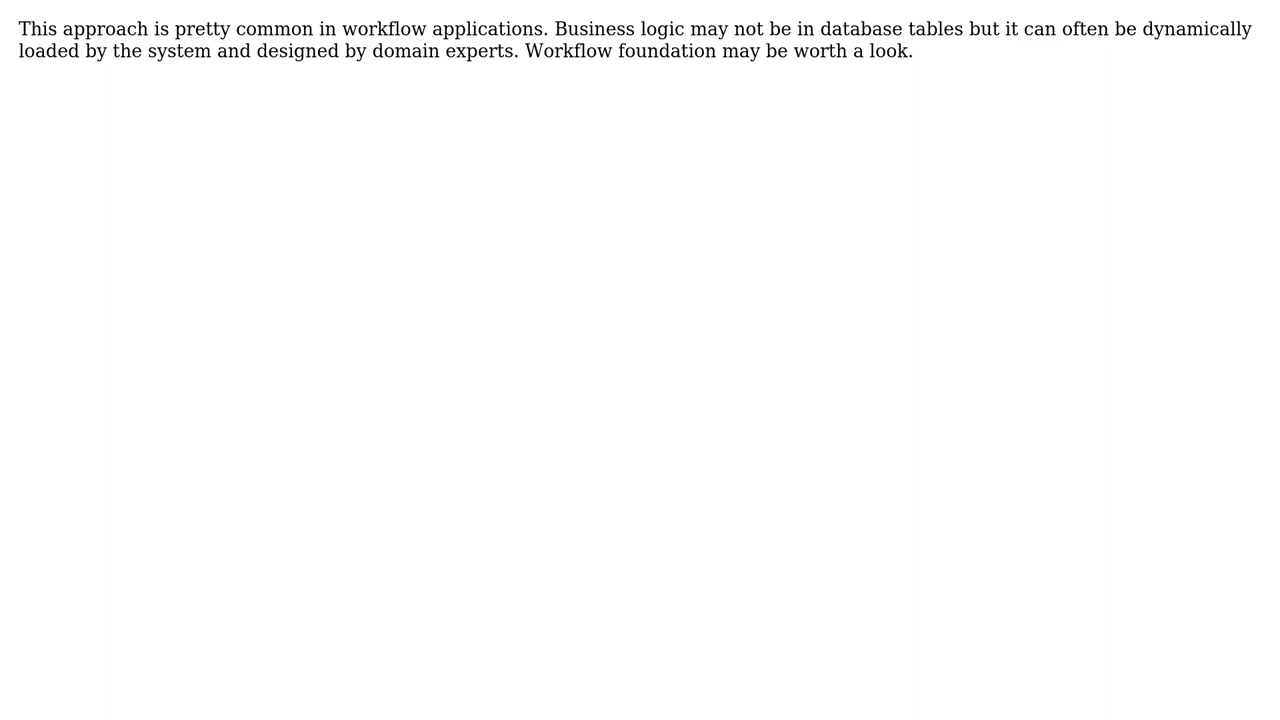 This approach is pretty common in workflow applications. Business logic may not be in database tables but it can often be dynamically
loaded by the system and designed by domain experts. Workflow foundation may be worth a look.